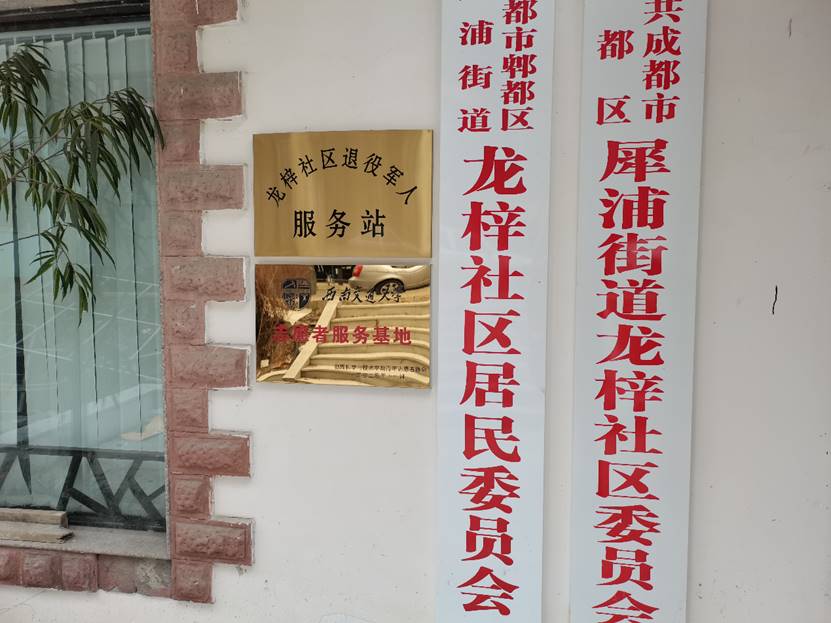 龙梓社区退役军人
服务站
西南交通大学
志愿者服务基地
都市郫都区
浦街道
龙梓社区居民委员会
共成都市
都区
犀浦街道龙梓社区委员会